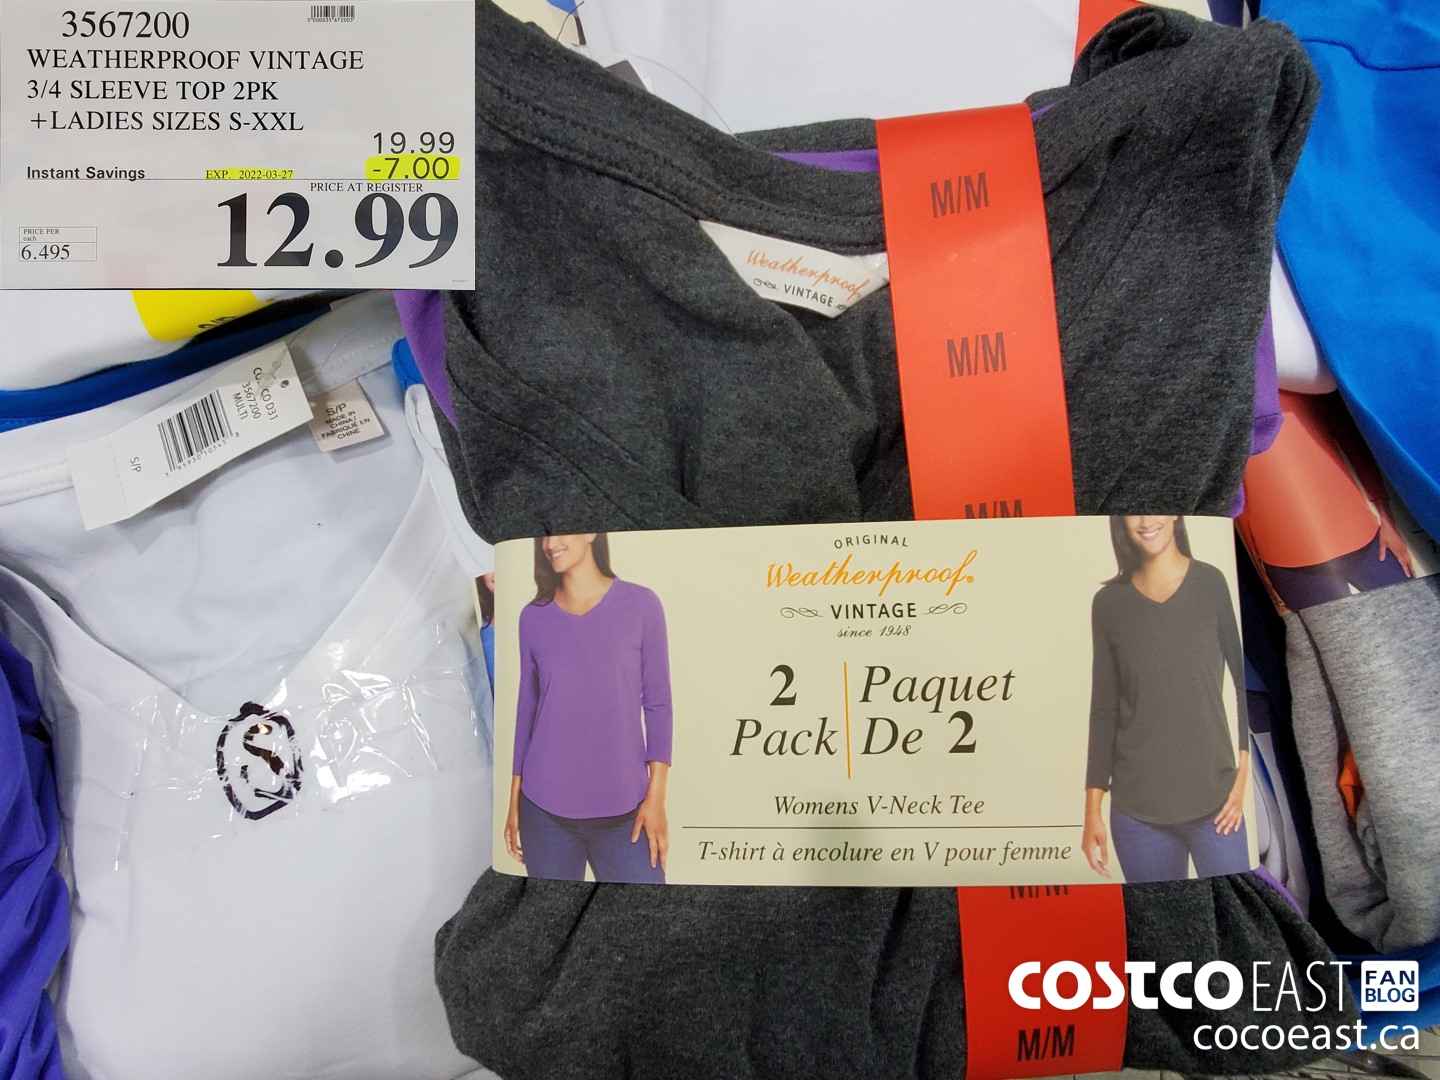 3567200
WEATHERPROOF VINTAGE
3/4 SLEEVE TOP 2PK
+LADIES SIZES S-XXL
19.99
Instant Savings
EXP. 2022-03-27
-7.00
PRICE AT REGISTER
12.99
PRICE PER
each
6.495
M/M
Weatherproof
VINTAGE
M/M
M/M
3567200
MULTI
S/P
S/P
MADE IN
CHINA/
FABRIQUÉ EN
CHINE
S
ORIGINAL
Weatherproof®
VINTAGE
since 1948
2
Pack
Paquet
De 2
Womens V-Neck Tee
T-shirt à encolure en V pour femme
M/M
M/M
COSTCO EAST FAN
BLOG
cocoeast.ca